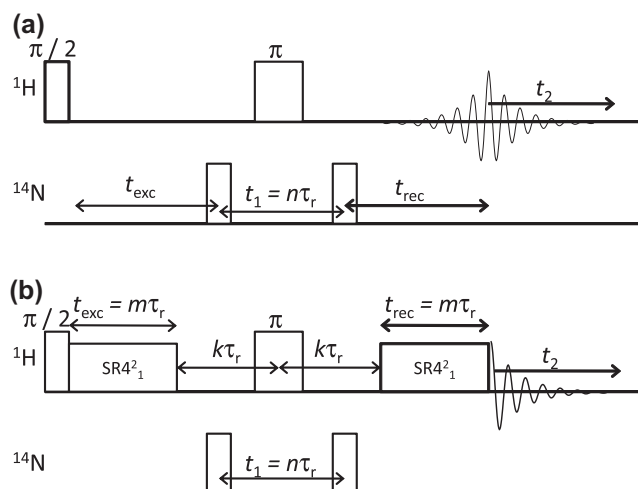 (a)
π / 2
π
¹H
t₂
¹⁴N
t_exc
t₁ = nτ_r
t_rec
(b)
π / 2
t_exc = mτ_r
π
t_rec = mτ_r
¹H
SR4²₁
kτ_r
kτ_r
SR4²₁
t₂
¹⁴N
t₁ = nτ_r